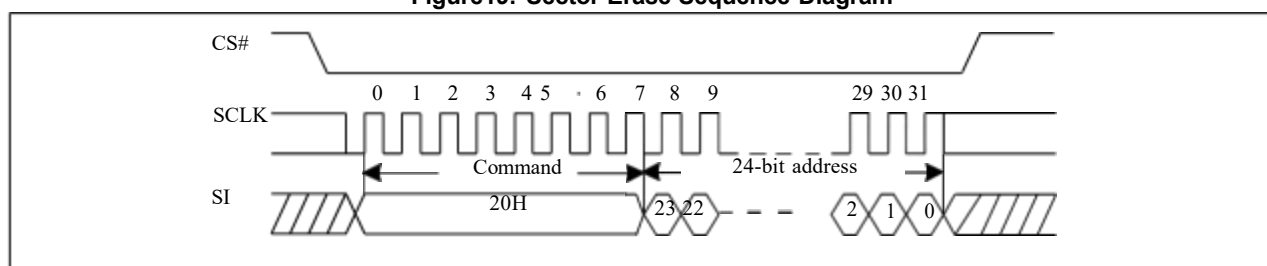 Figure19. Sector Erase Sequence Diagram
CS#
0 1 2 3 4 5 6 7 8 9 29 30 31
SCLK
Command 24-bit address
SI
20H 23 22 2 1 0